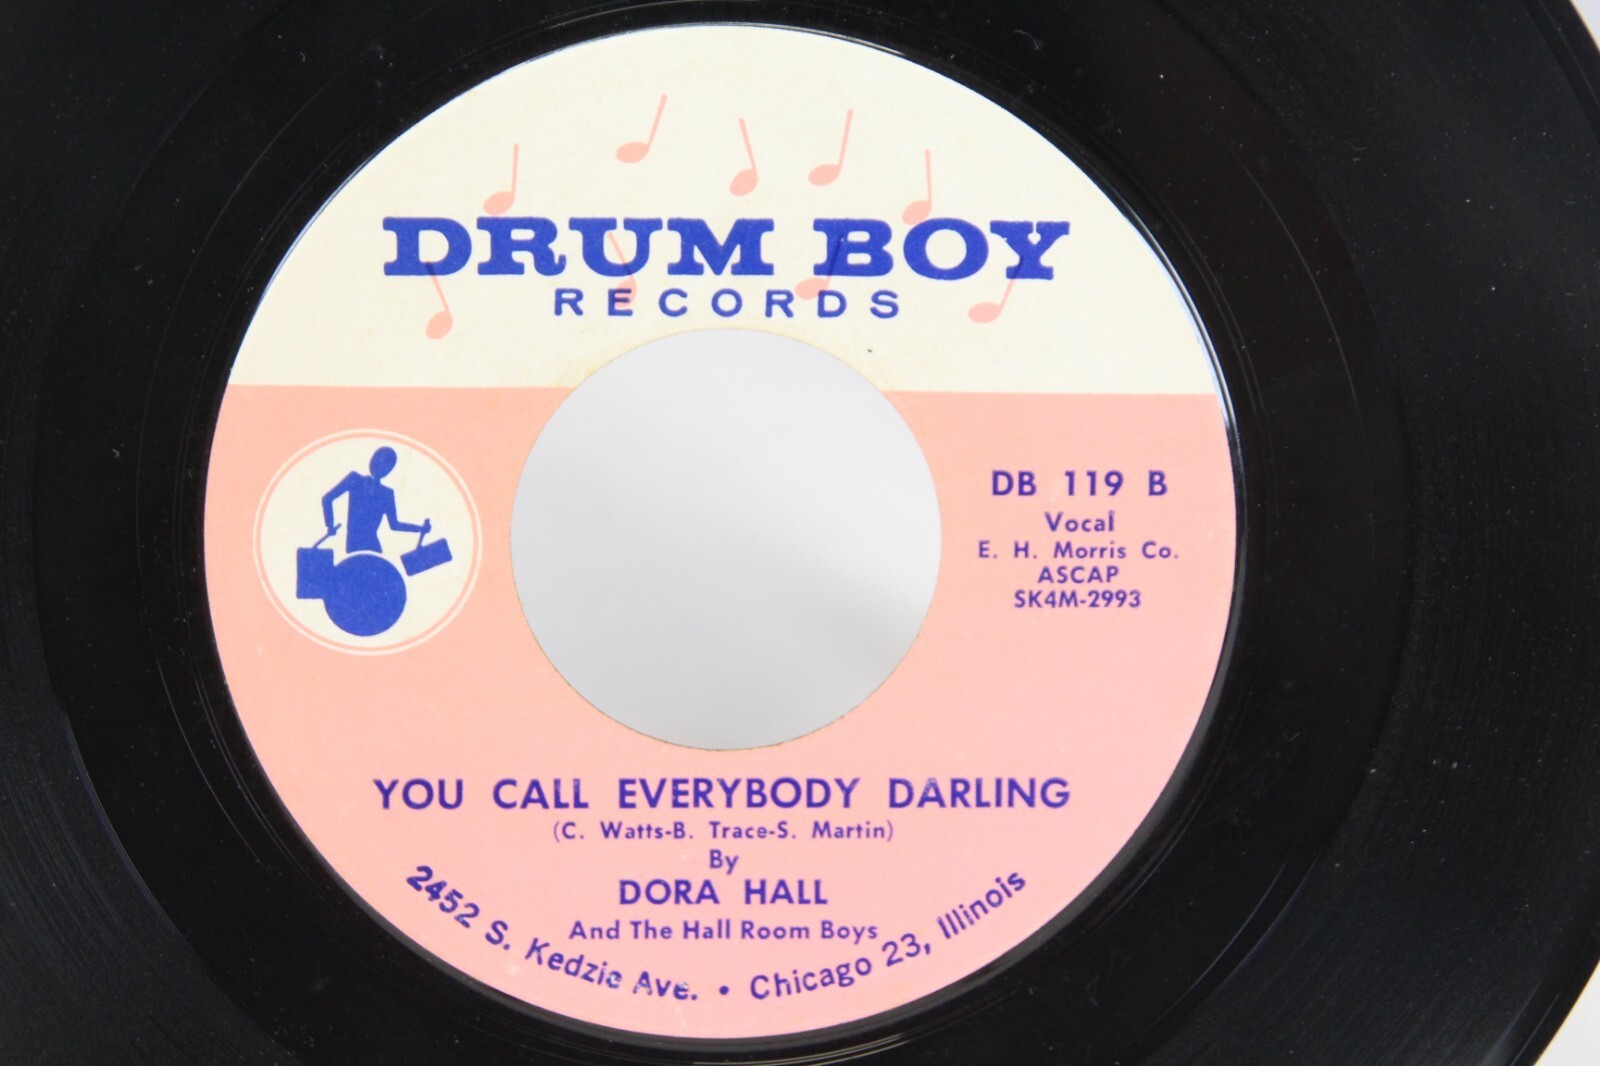 DRUM BOY
RECORDS
DB 119 B
Vocal
E. H. Morris Co.
ASCAP
SK4M-2993
YOU CALL EVERYBODY DARLING
(C. Watts-B. Trace-S. Martin)
By
DORA HALL
And The Hall Room Boys
2452 S. Kedzie Ave. • Chicago 23, Illinois